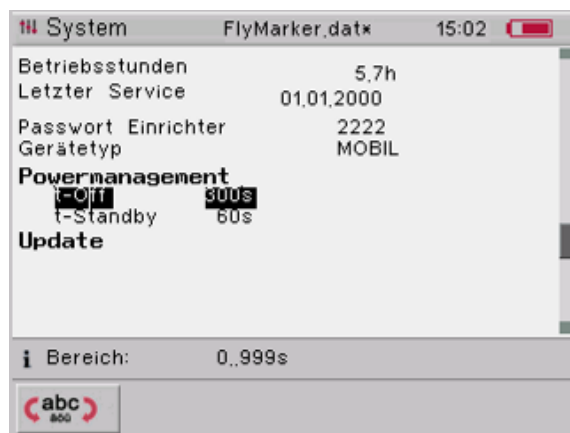 System FlyMarker.dat* 15:02
Betriebsstunden 5,7h
Letzter Service 01.01.2000
Passwort Einrichter 2222
Gerätetyp MOBIL
Powermanagement
t-Off 300s
t-Standby 60s
Update
i Bereich: 0..999s
abc